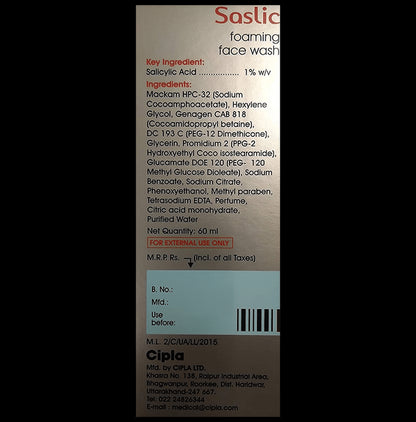 Saslic
foaming
face wash
Key Ingredient:
Salicylic Acid .................. 1% w/v
Ingredients:
Mackam HPC-32 (Sodium
Cocoamphoacetate), Hexylene
Glycol, Genagen CAB 818
(Cocoamidopropyl betaine),
DC 193 C (PEG-12 Dimethicone),
Glycerin, Promidium 2 (PPG-2
Hydroxyethyl Coco isostearamide),
Glucamate DOE 120 (PEG- 120
Methyl Glucose Dioleate), Sodium
Benzoate, Sodium Citrate,
Phenoxyethanol, Methyl paraben,
Tetrasodium EDTA, Perfume,
Citric acid monohydrate,
Purified Water
Net Quantity: 60 ml
FOR EXTERNAL USE ONLY
M.R.P. Rs. (Incl. of all Taxes)
B. No.:
Mfd.:
Use
before:
M.L. 2/C/UA/LL/2015
Cipla
Mfd. by CIPLA LTD.
Khasra No. 138, Raipur Industrial Area,
Bhagwanpur, Roorkee, Dist. Haridwar,
Uttarakhand-247 667.
Tel: 022 24826344
E-mail : medical@cipla.com